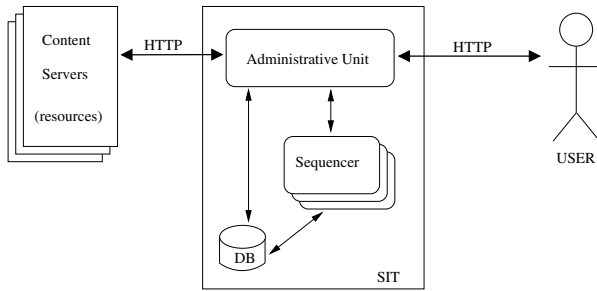 Content
Servers
(resources)
HTTP
Administrative Unit
HTTP
Sequencer
USER
DB
SIT